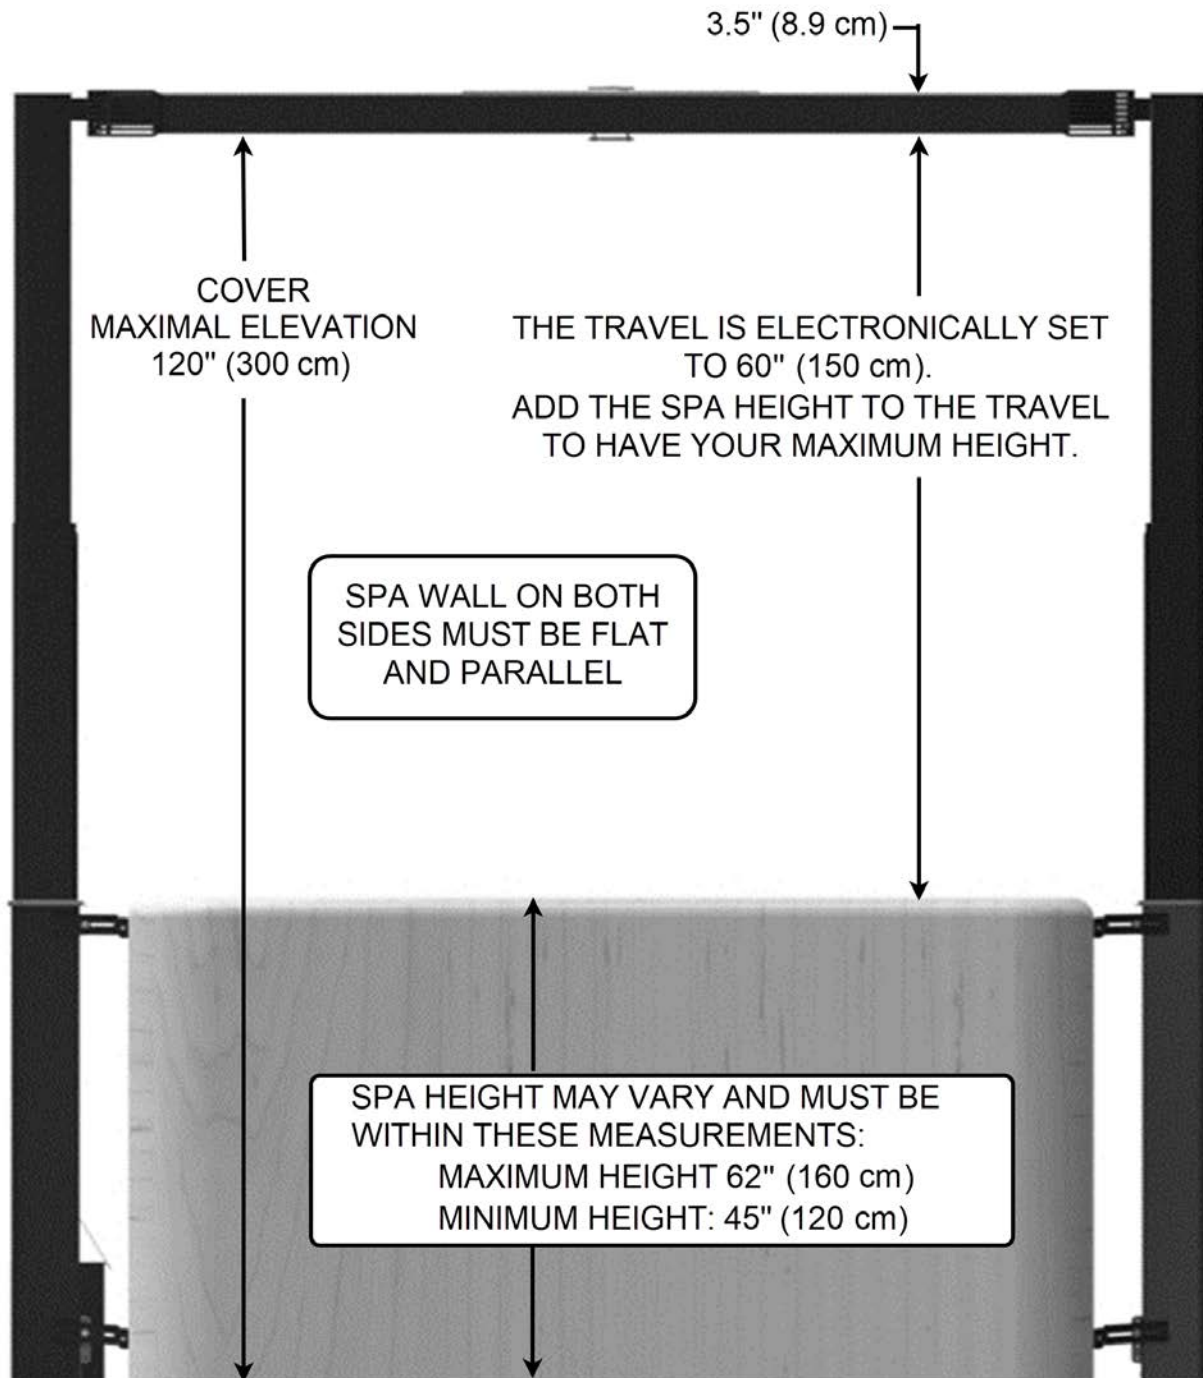 3.5" (8.9 cm)
COVER
MAXIMAL ELEVATION
120" (300 cm)
THE TRAVEL IS ELECTRONICALLY SET
TO 60" (150 cm).
ADD THE SPA HEIGHT TO THE TRAVEL
TO HAVE YOUR MAXIMUM HEIGHT.
SPA WALL ON BOTH
SIDES MUST BE FLAT
AND PARALLEL
SPA HEIGHT MAY VARY AND MUST BE
WITHIN THESE MEASUREMENTS:
MAXIMUM HEIGHT 62" (160 cm)
MINIMUM HEIGHT: 45" (120 cm)